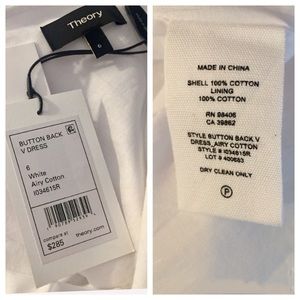 Theory
6
BUTTON BACK
V DRESS
6
White
Airy Cotton
I034615R
compare at
$285
theory.com
MADE IN CHINA
SHELL 100% COTTON
LINING
100% COTTON
RN 98406
CA 39862
STYLE BUTTON BACK V
DRESS_AIRY COTTON
STYLE # I034615R
LOT # 400683
DRY CLEAN ONLY
P